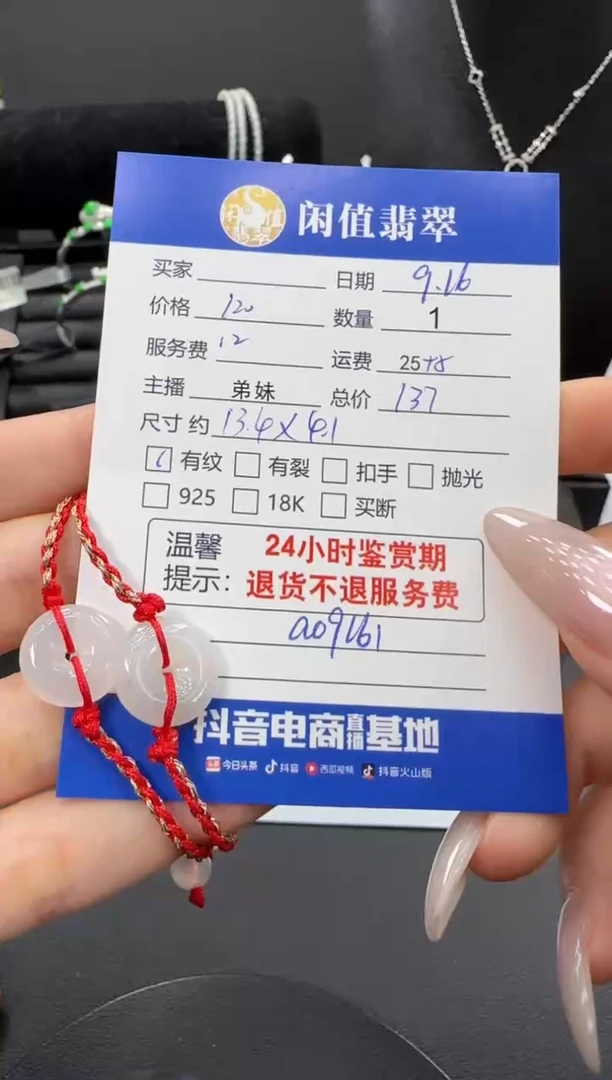 闲值翡翠
买家 日期 9.16
价格 120 数量 1
服务费 12 运费 25+5
主播 弟妹 总价 137
尺寸 约 13.4×4.1
有纹 有裂 扣手 抛光
925 18K 买断
温馨 24小时鉴赏期
提示: 退货不退服务费
a09161
抖音电商直播基地
今日头条 抖音 西瓜视频 抖音火山版